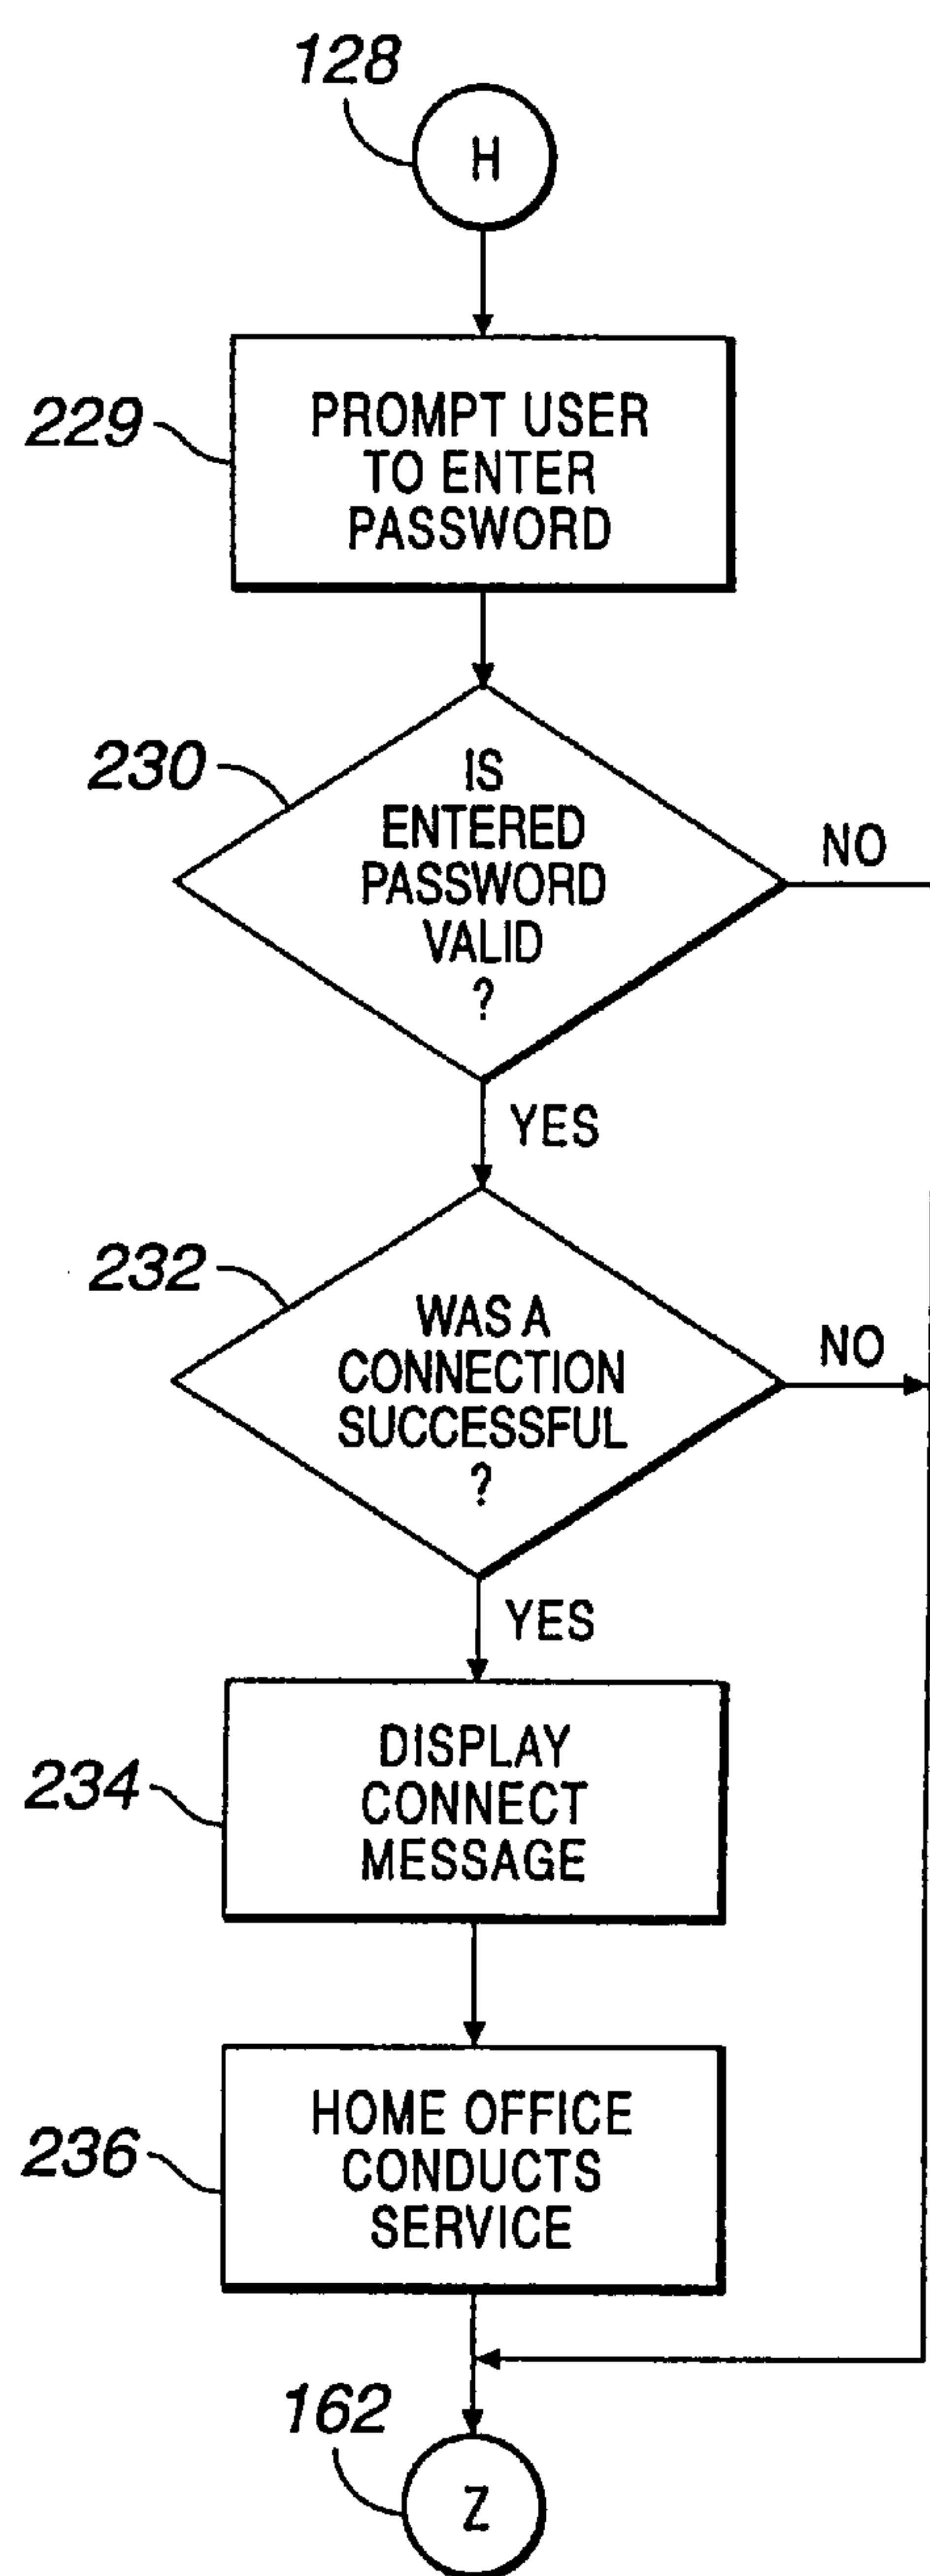 128
H
229
PROMPT USER
TO ENTER
PASSWORD
230
IS
ENTERED
PASSWORD
VALID
?
NO
YES
232
WAS A
CONNECTION
SUCCESSFUL
?
NO
YES
234
DISPLAY
CONNECT
MESSAGE
236
HOME OFFICE
CONDUCTS
SERVICE
162
Z